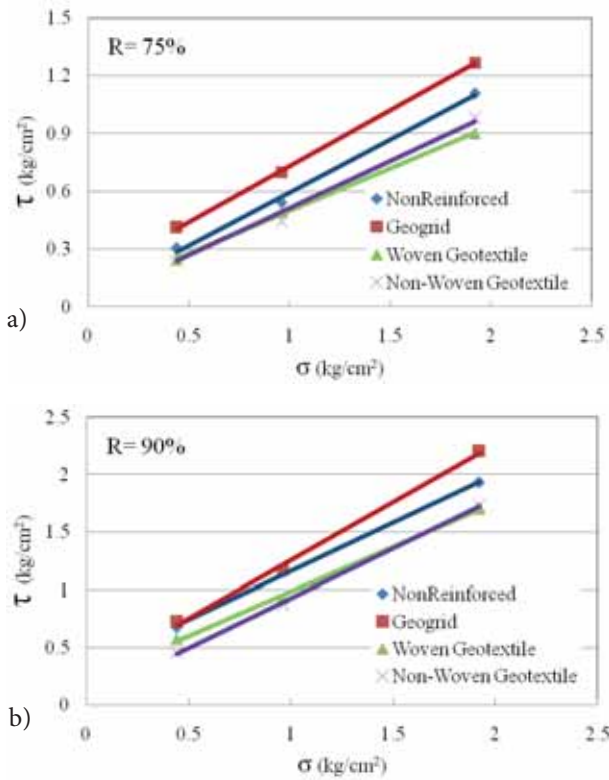 R= 75%
1.5
1.2
0.9
0.6
0.3
0
τ (kg/cm²)
NonReinforced
Geogrid
Woven Geotextile
Non-Woven Geotextile
a)
0 0.5 1 1.5 2 2.5
σ (kg/cm²)
R= 90%
2.5
2
1.5
1
0.5
0
τ (kg/cm²)
NonReinforced
Geogrid
Woven Geotextile
Non-Woven Geotextile
b)
0 0.5 1 1.5 2 2.5
σ (kg/cm²)